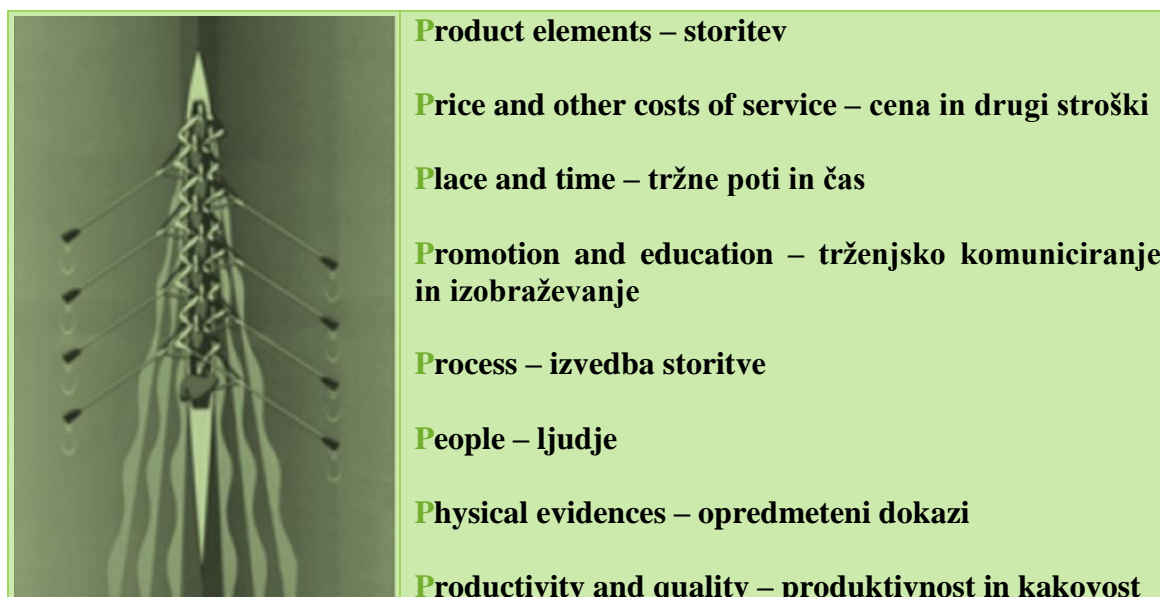 Product elements – storitev
Price and other costs of service – cena in drugi stroški
Place and time – tržne poti in čas
Promotion and education – trženjsko komuniciranje
in izobraževanje
Process – izvedba storitve
People – ljudje
Physical evidences – opredmeteni dokazi
Productivity and quality – produktivnost in kakovost